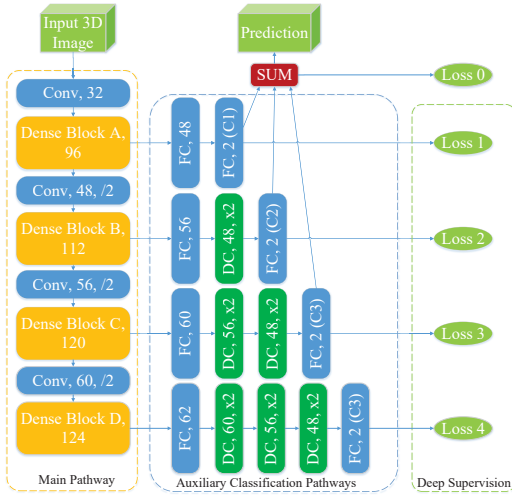 Input 3D
Image
Prediction
SUM
Loss 0
Conv, 32
Dense Block A,
96
FC, 48
FC, 2 (C1)
Loss 1
Conv, 48, /2
Dense Block B,
112
FC, 56
DC, 48, x2
FC, 2 (C2)
Loss 2
Conv, 56, /2
Dense Block C,
120
FC, 60
DC, 56, x2
DC, 48, x2
FC, 2 (C3)
Loss 3
Conv, 60, /2
Dense Block D,
124
FC, 62
DC, 60, x2
DC, 56, x2
DC, 48, x2
FC, 2 (C3)
Loss 4
Main Pathway
Auxiliary Classification Pathways
Deep Supervision